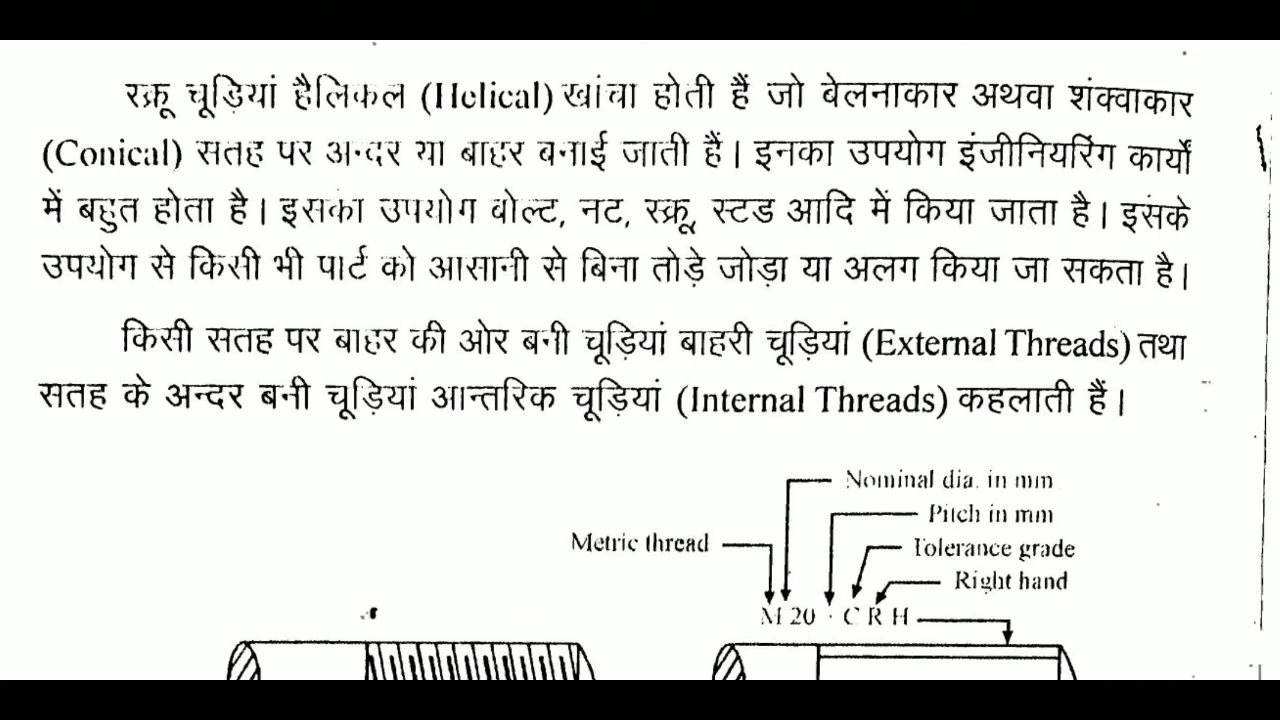 स्क्रू चूड़ियां हैलिकल (Helical) खांचा होती हैं जो बेलनाकार अथवा शंक्वाकार
(Conical) सतह पर अन्दर या बाहर बनाई जाती हैं। इनका उपयोग इंजीनियरिंग कार्यों
में बहुत होता है। इसका उपयोग बोल्ट, नट, स्क्रू, स्टड आदि में किया जाता है। इसके
उपयोग से किसी भी पार्ट को आसानी से बिना तोड़े जोड़ा या अलग किया जा सकता है।
किसी सतह पर बाहर की ओर बनी चूड़ियां बाहरी चूड़ियां (External Threads) तथा
सतह के अन्दर बनी चूड़ियां आन्तरिक चूड़ियां (Internal Threads) कहलाती हैं।
Nominal dia. in mm
Pitch in mm
Metric thread
Tolerance grade
Right hand
M 20 · C R H